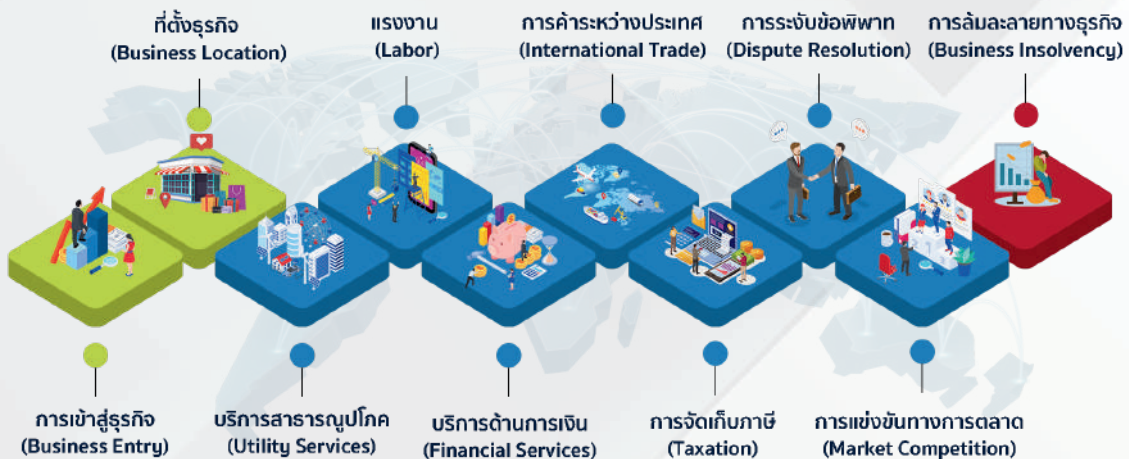 ที่ตั้งธุรกิจ
(Business Location)
แรงงาน
(Labor)
การค้าระหว่างประเทศ
(International Trade)
การระงับข้อพิพาท
(Dispute Resolution)
การล้มละลายทางธุรกิจ
(Business Insolvency)
การเข้าสู่ธุรกิจ
(Business Entry)
บริการสาธารณูปโภค
(Utility Services)
บริการด้านการเงิน
(Financial Services)
การจัดเก็บภาษี
(Taxation)
การแข่งขันทางการตลาด
(Market Competition)